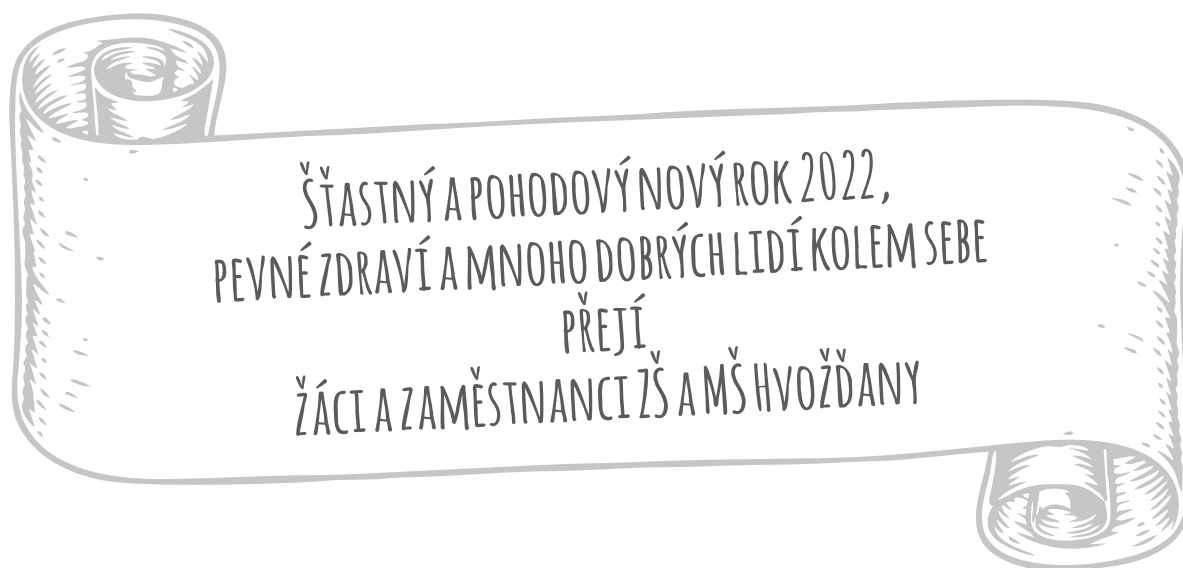 Šťastný a pohodový nový rok 2022,
pevné zdraví a mnoho dobrých lidí kolem sebe
přejí
žáci a zaměstnanci ZŠ a MŠ Hvožďany